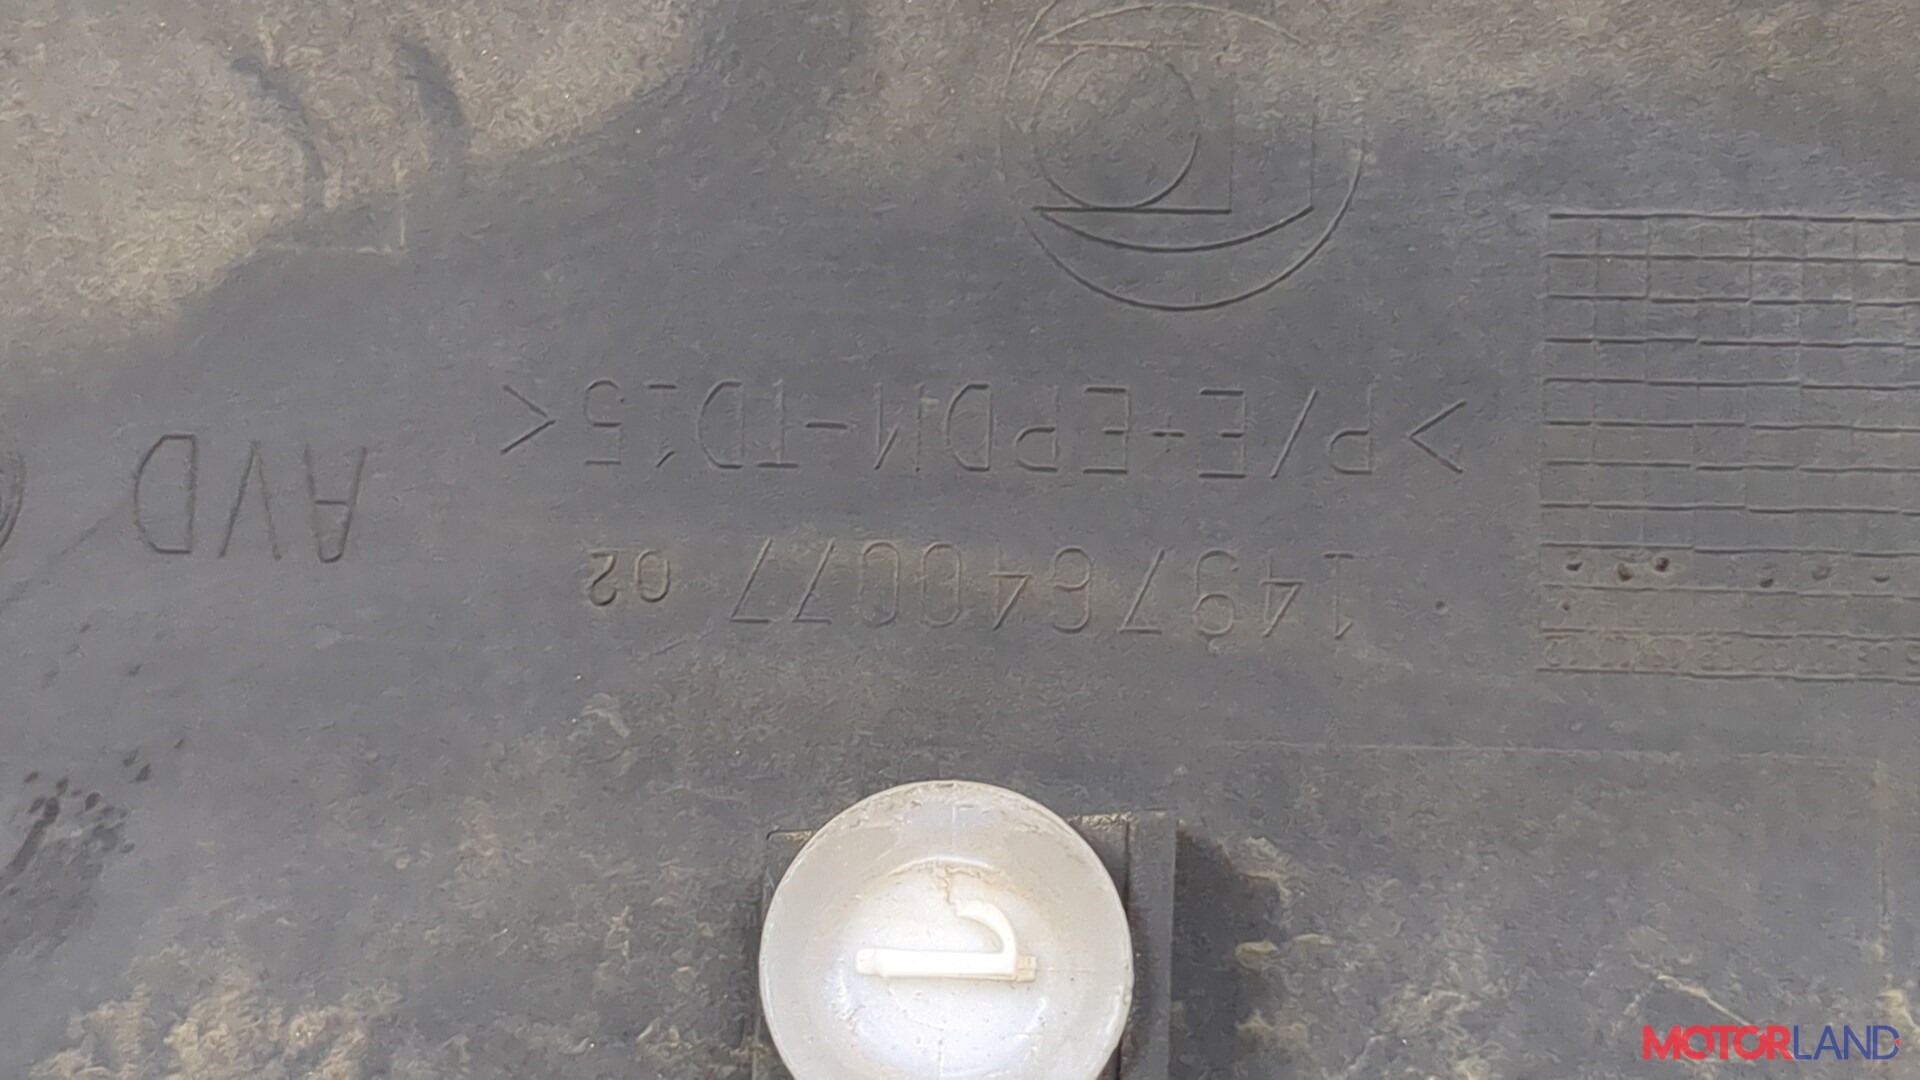 1497640077 02
>P/E+EPDM-TD15<
AVD
MOTORLAND